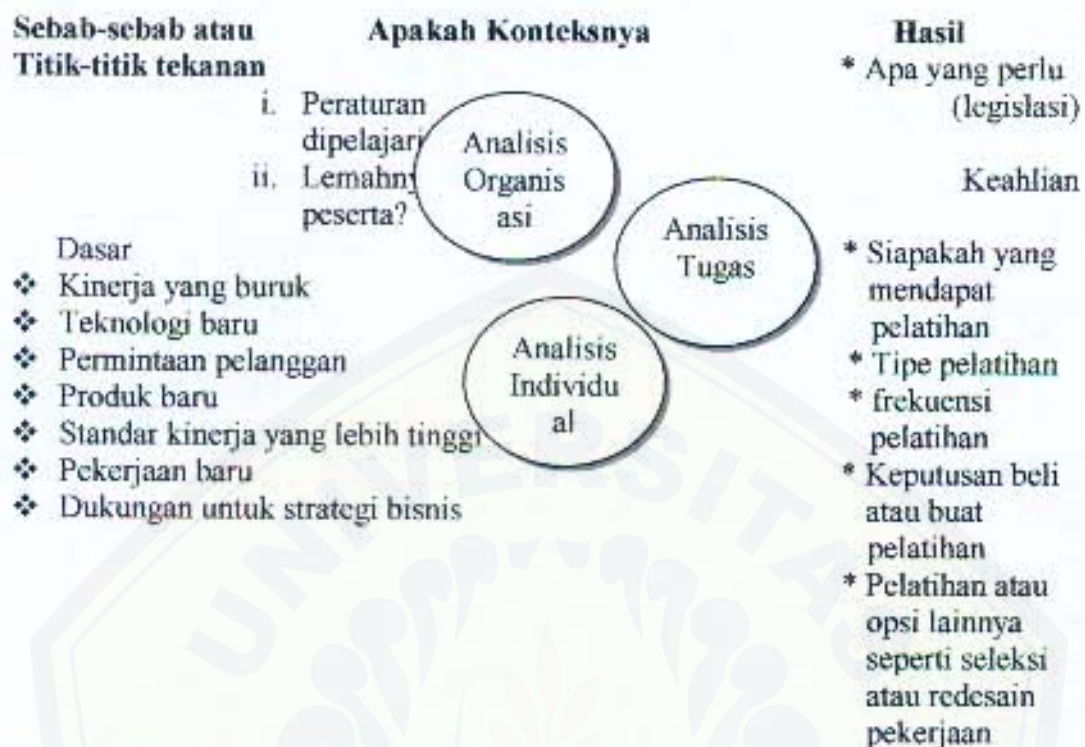 Sebab-sebab atau
Titik-titik tekanan
i. Peraturan
dipelajari
ii. Lemahny
peserta?
Dasar
❖ Kinerja yang buruk
❖ Teknologi baru
❖ Permintaan pelanggan
❖ Produk baru
❖ Standar kinerja yang lebih tinggi
❖ Pekerjaan baru
❖ Dukungan untuk strategi bisnis
Apakah Konteksnya
Analisis
Organis
asi
Analisis
Tugas
Analisis
Individu
al
Hasil
* Apa yang perlu
(legislasi)
Keahlian
* Siapakah yang
mendapat
pelatihan
* Tipe pelatihan
* frekuensi
pelatihan
* Keputusan beli
atau buat
pelatihan
* Pelatihan atau
opsi lainnya
seperti seleksi
atau redesain
pekerjaan
UNIVERSITAS